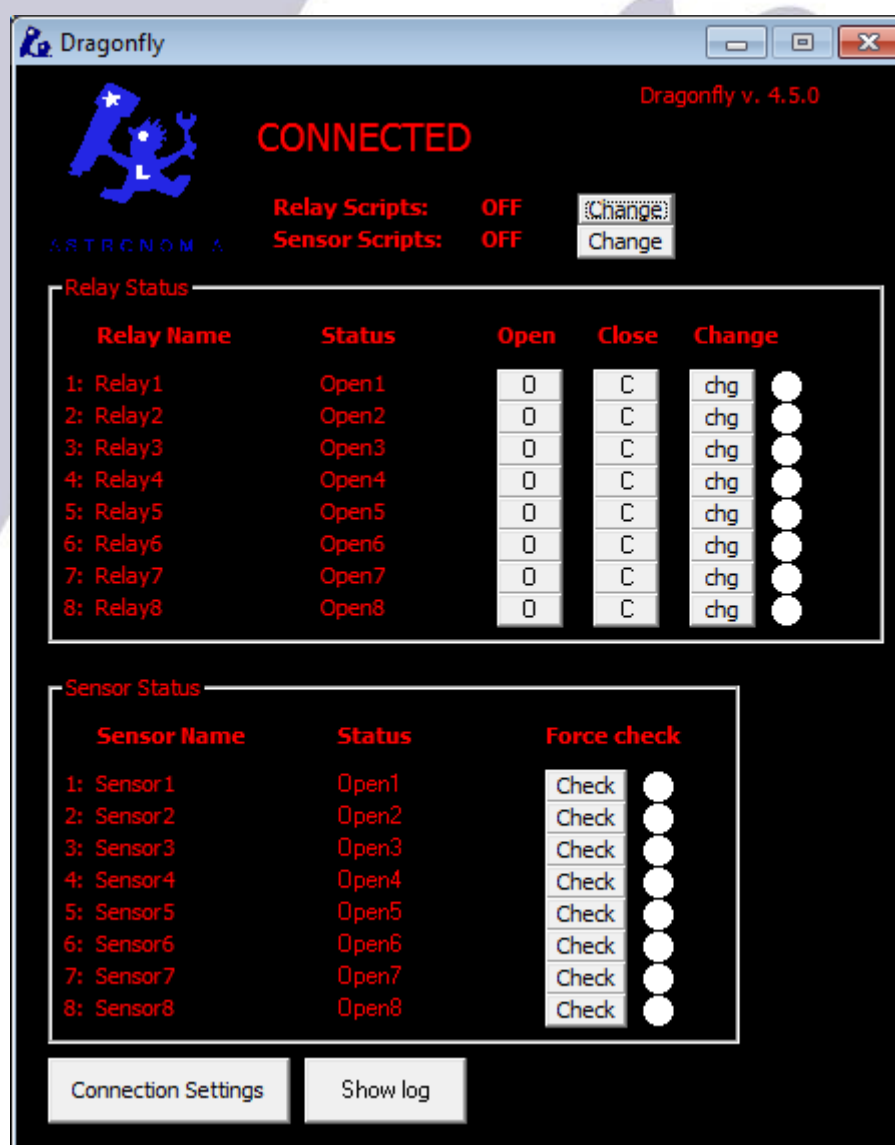 Dragonfly
Dragonfly v. 4.5.0
CONNECTED
L
ASTRONOMIA
Relay Scripts: OFF Change
Sensor Scripts: OFF Change
Relay Status
Relay Name Status Open Close Change
1: Relay1 Open1 O C chg
2: Relay2 Open2 O C chg
3: Relay3 Open3 O C chg
4: Relay4 Open4 O C chg
5: Relay5 Open5 O C chg
6: Relay6 Open6 O C chg
7: Relay7 Open7 O C chg
8: Relay8 Open8 O C chg
Sensor Status
Sensor Name Status Force check
1: Sensor1 Open1 Check
2: Sensor2 Open2 Check
3: Sensor3 Open3 Check
4: Sensor4 Open4 Check
5: Sensor5 Open5 Check
6: Sensor6 Open6 Check
7: Sensor7 Open7 Check
8: Sensor8 Open8 Check
Connection Settings Show log